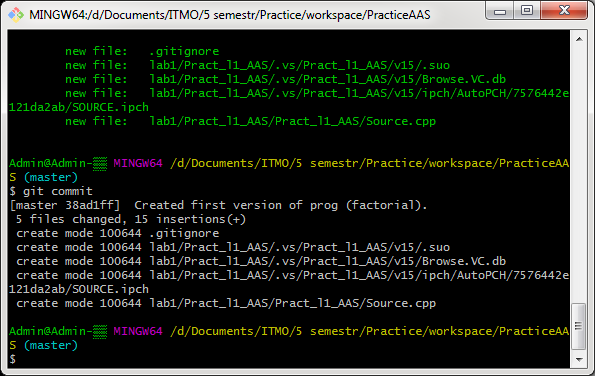 MINGW64:/d/Documents/ITMO/5 semestr/Practice/workspace/PracticeAAS
new file:   .gitignore
new file:   lab1/Pract_l1_AAS/.vs/Pract_l1_AAS/v15/.suo
new file:   lab1/Pract_l1_AAS/.vs/Pract_l1_AAS/v15/Browse.VC.db
new file:   lab1/Pract_l1_AAS/.vs/Pract_l1_AAS/v15/ipch/AutoPCH/7576442e
121da2ab/SOURCE.ipch
new file:   lab1/Pract_l1_AAS/Pract_l1_AAS/Source.cpp
Admin@Admin-▒▒ MINGW64 /d/Documents/ITMO/5 semestr/Practice/workspace/PracticeAA
S (master)
$ git commit
[master 38ad1ff]  Created first version of prog (factorial).
 5 files changed, 15 insertions(+)
 create mode 100644 .gitignore
 create mode 100644 lab1/Pract_l1_AAS/.vs/Pract_l1_AAS/v15/.suo
 create mode 100644 lab1/Pract_l1_AAS/.vs/Pract_l1_AAS/v15/Browse.VC.db
 create mode 100644 lab1/Pract_l1_AAS/.vs/Pract_l1_AAS/v15/ipch/AutoPCH/7576442e
121da2ab/SOURCE.ipch
 create mode 100644 lab1/Pract_l1_AAS/Pract_l1_AAS/Source.cpp
Admin@Admin-▒▒ MINGW64 /d/Documents/ITMO/5 semestr/Practice/workspace/PracticeAA
S (master)
$